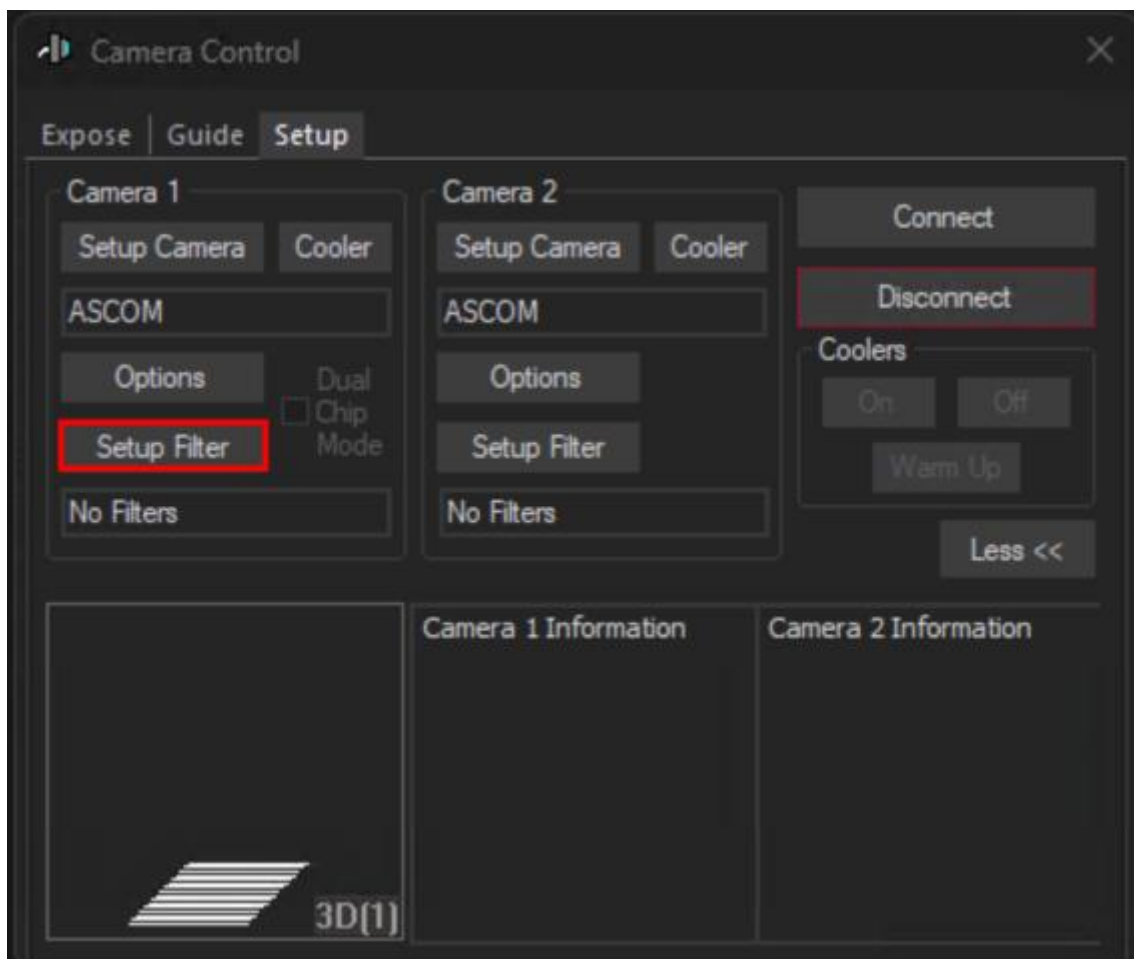 Camera Control
Expose Guide Setup
Camera 1
Setup Camera Cooler
ASCOM
Options
Dual
Chip
Mode
Setup Filter
No Filters
Camera 2
Setup Camera Cooler
ASCOM
Options
Setup Filter
No Filters
Connect
Disconnect
Coolers
On Off
Warm Up
Less <<
3D(1)
Camera 1 Information
Camera 2 Information